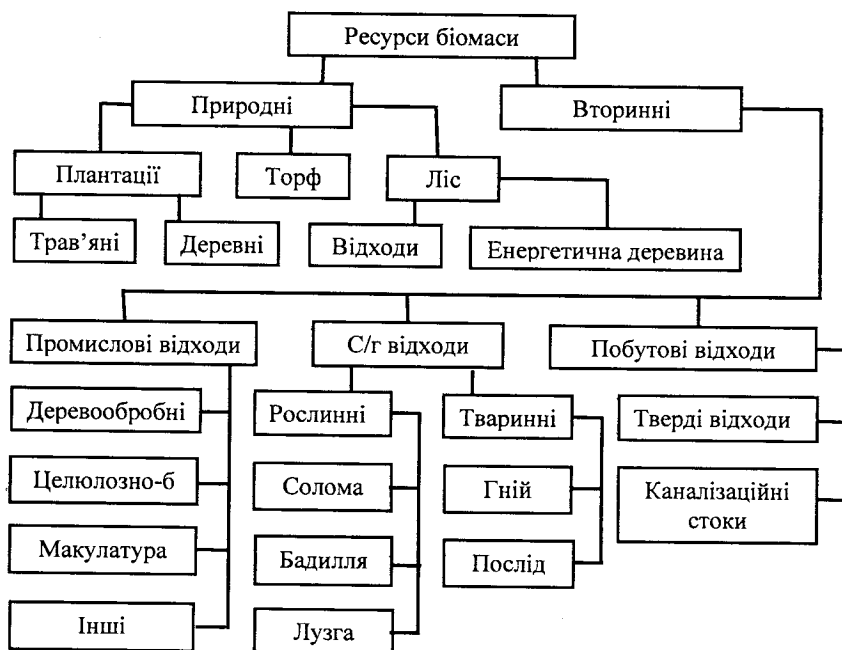 Ресурси біомаси
Природні
Вторинні
Плантації
Торф
Ліс
Трав’яні
Деревні
Відходи
Енергетична деревина
Промислові відходи
С/г відходи
Побутові відходи
Деревообробні
Рослинні
Тваринні
Тверді відходи
Целюлозно-б
Солома
Гній
Каналізаційні
стоки
Макулатура
Бадилля
Послід
Інші
Лузга